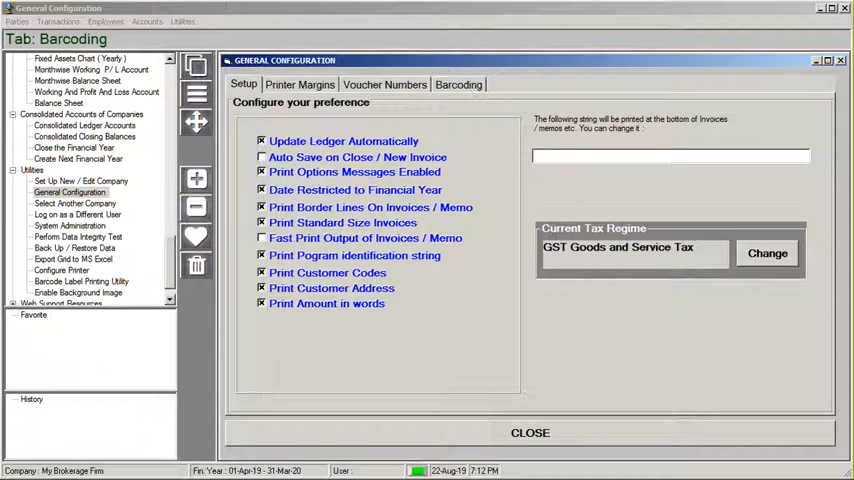 General Configuration
Parties Transactions Employees Accounts Utilities
Tab: Barcoding
Fixed Assets Chart ( Yearly )
Monthwise Working P/ L Account
Monthwise Balance Sheet
Working And Profit And Loss Account
Balance Sheet
Consolidated Accounts of Companies
Consolidated Ledger Accounts
Consolidated Closing Balances
Close the Financial Year
Create Next Financial Year
Utilities
Set Up New / Edit Company
General Configuration
Select Another Company
Log on as a Different User
System Administration
Perform Data Integrity Test
Back Up / Restore Data
Export Grid to MS Excel
Configure Printer
Barcode Label Printing Utility
Enable Background Image
Web Support Resources
Favorite
History
GENERAL CONFIGURATION
Setup Printer Margins Voucher Numbers Barcoding
Configure your preference
Update Ledger Automatically
Auto Save on Close / New Invoice
Print Options Messages Enabled
Date Restricted to Financial Year
Print Border Lines On Invoices / Memo
Print Standard Size Invoices
Fast Print Output of Invoices / Memo
Print Pogram identification string
Print Customer Codes
Print Customer Address
Print Amount in words
The following string will be printed at the bottom of Invoices
/ memos etc. You can change it :
Current Tax Regime
GST Goods and Service Tax
Change
CLOSE
Company : My Brokerage Firm Fin. Year : 01-Apr-19 - 31-Mar-20 User : 22-Aug-19 7:12 PM